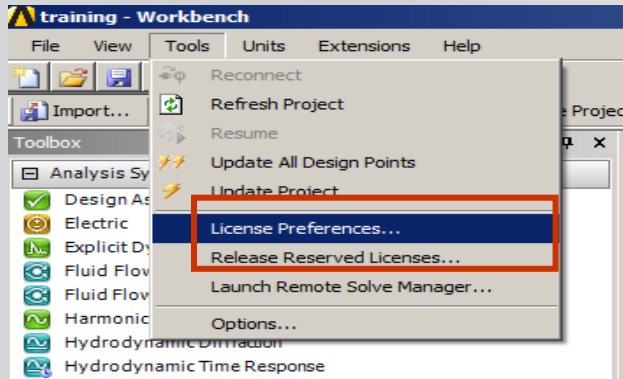 training - Workbench
File View Tools Units Extensions Help
Reconnect
Import... Refresh Project
Toolbox Resume
Analysis Sy Update All Design Points
Design As Update Project
Electric License Preferences...
Explicit Dy Release Reserved Licenses...
Fluid Flow Launch Remote Solve Manager...
Fluid Flow
Harmonic Options...
Hydrodynamic Diffraction
Hydrodynamic Time Response